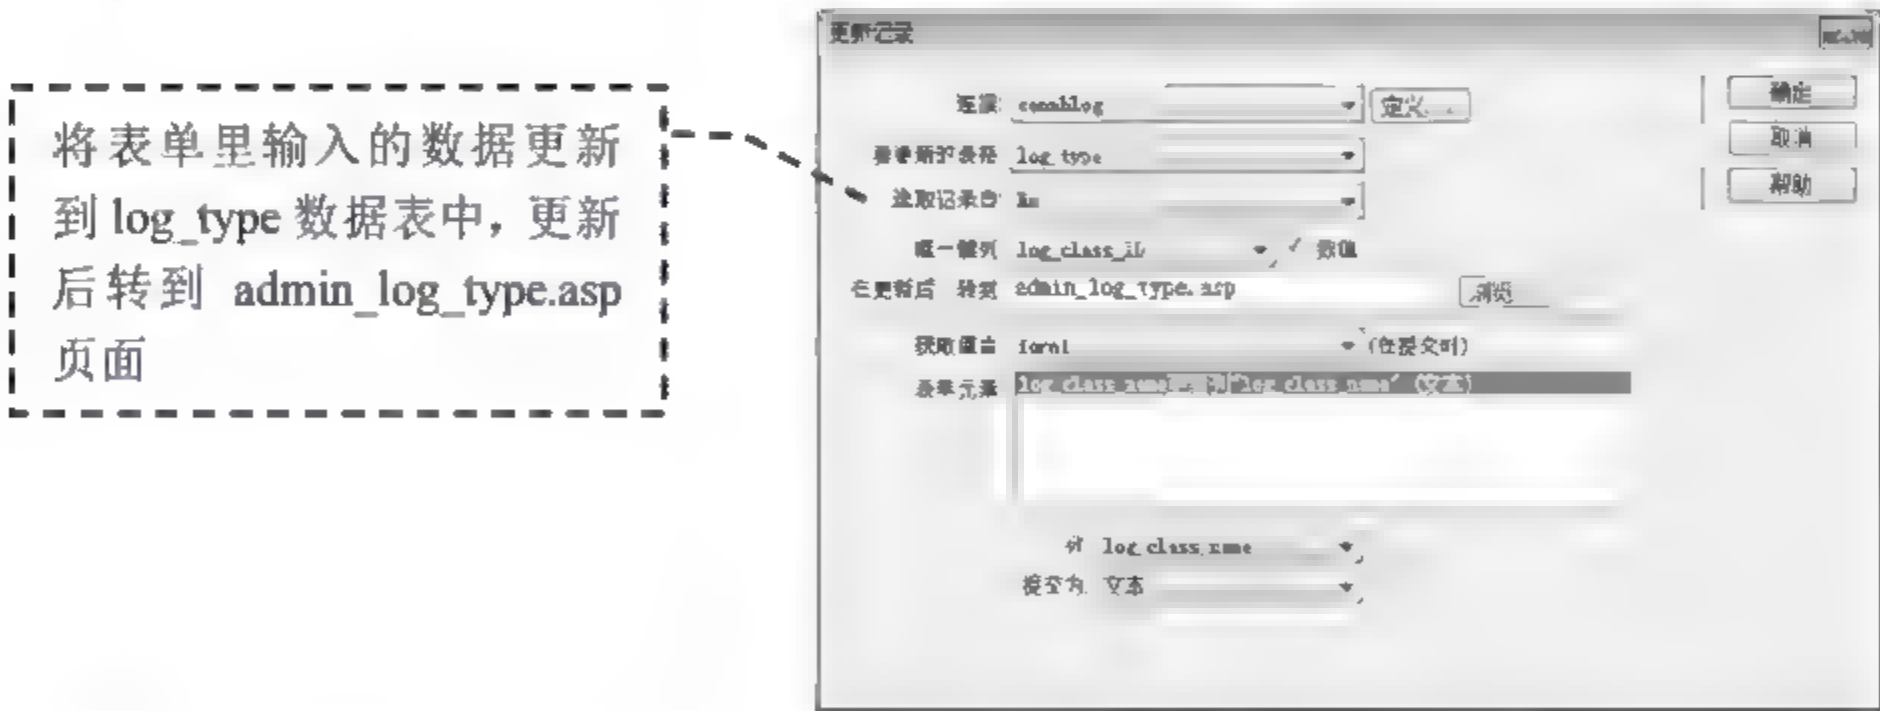 将表单里输入的数据更新
到 log_type 数据表中，更新
后转到 admin_log_type.asp
页面
更新记录
连接: connblog 定义...
要更新的表格: log_type
选取记录自: Rs
唯一键列: log_class_ID 数值
在更新后, 转到: admin_log_type.asp 浏览...
获取值自: form1 (在提交时)
表单元素: log_class_name "log_class_name" (文本)
列: log_class_name
提交为: 文本
确定
取消
帮助